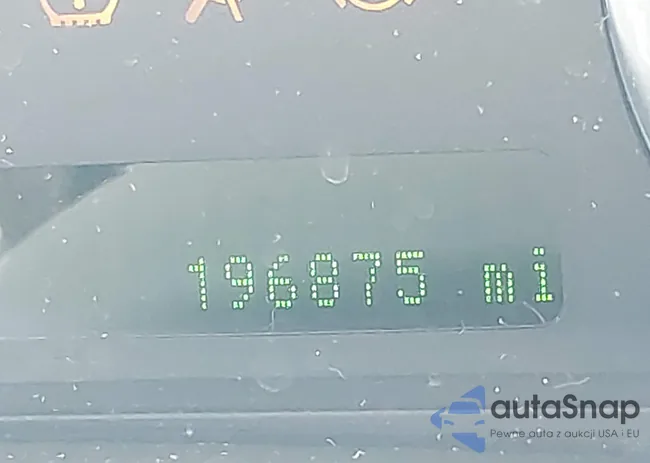 196875 mi
autaSnap
Pewne auta z aukcji USA i EU